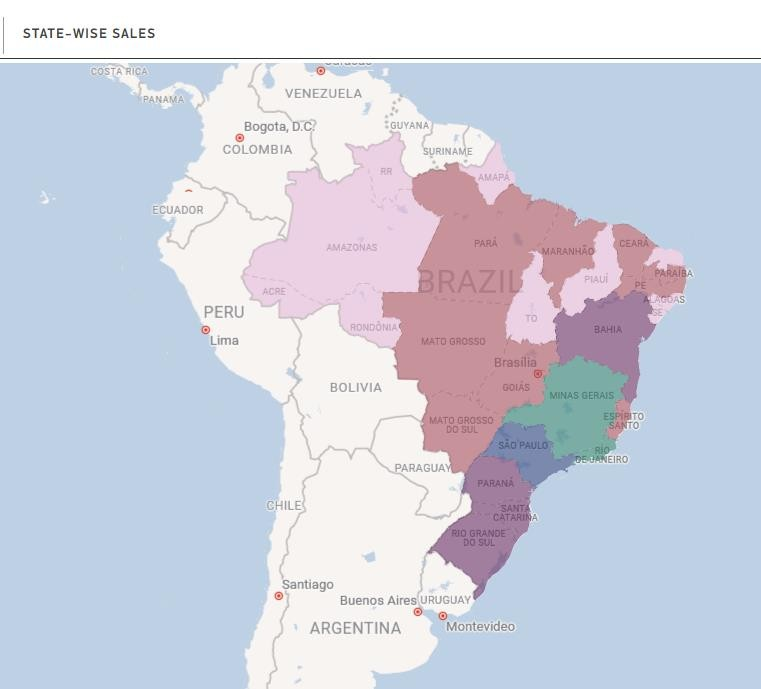 STATE-WISE SALES
COSTA RICA
PANAMA
VENEZUELA
Bogota, D.C.
GUYANA
COLOMBIA
SURINAME
RR
AMAPÁ
ECUADOR
AMAZONAS
PARÁ
MARANHÃO
CEARÁ
BRAZIL
PIAUÍ
PARAÍBA
PE
ACRE
ALAGOAS
SE
PERU
TO
RONDÔNIA
BAHIA
Lima
MATO GROSSO
Brasília
BOLIVIA
GOIÁS
MINAS GERAIS
MATO GROSSO
DO SUL
ESPÍRITO
SANTO
SÃO PAULO
RIO
DE JANEIRO
PARAGUAY
PARANÁ
CHILE
SANTA
CATARINA
RIO GRANDE
DO SUL
Santiago
Buenos Aires
URUGUAY
ARGENTINA
Montevideo